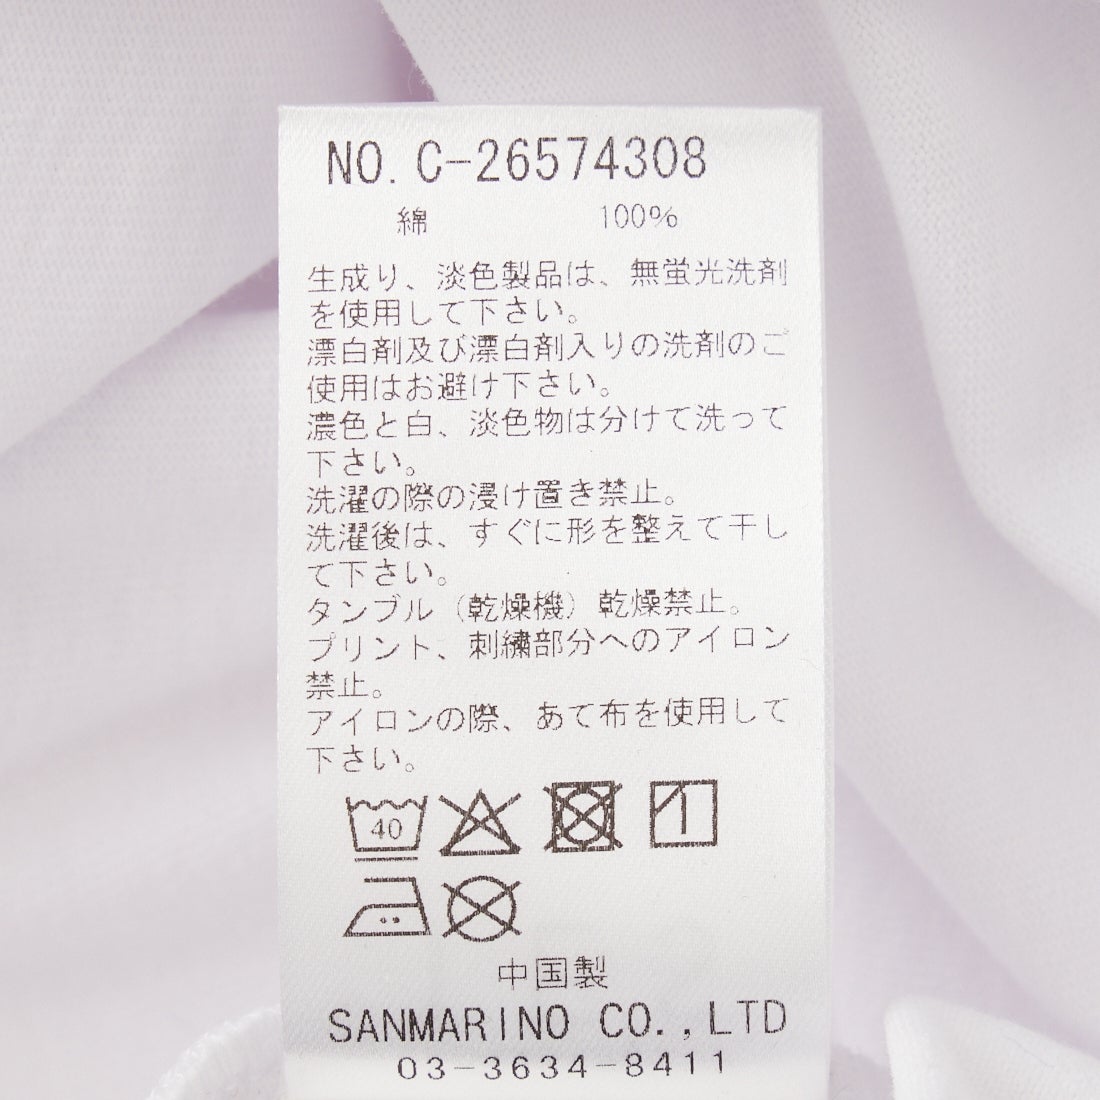 NO. C-26574308
綿 100%
生成り、淡色製品は、無蛍光洗剤
を使用して下さい。
漂白剤及び漂白剤入りの洗剤のご
使用はお避け下さい。
濃色と白、淡色物は分けて洗って
下さい。
洗濯の際の浸け置き禁止。
洗濯後は、すぐに形を整えて干し
て下さい。
タンブル（乾燥機）乾燥禁止。
プリント、刺繍部分へのアイロン
禁止。
アイロンの際、あて布を使用して
下さい。
40
中国製
SANMARINO CO.,LTD
03-3634-8411